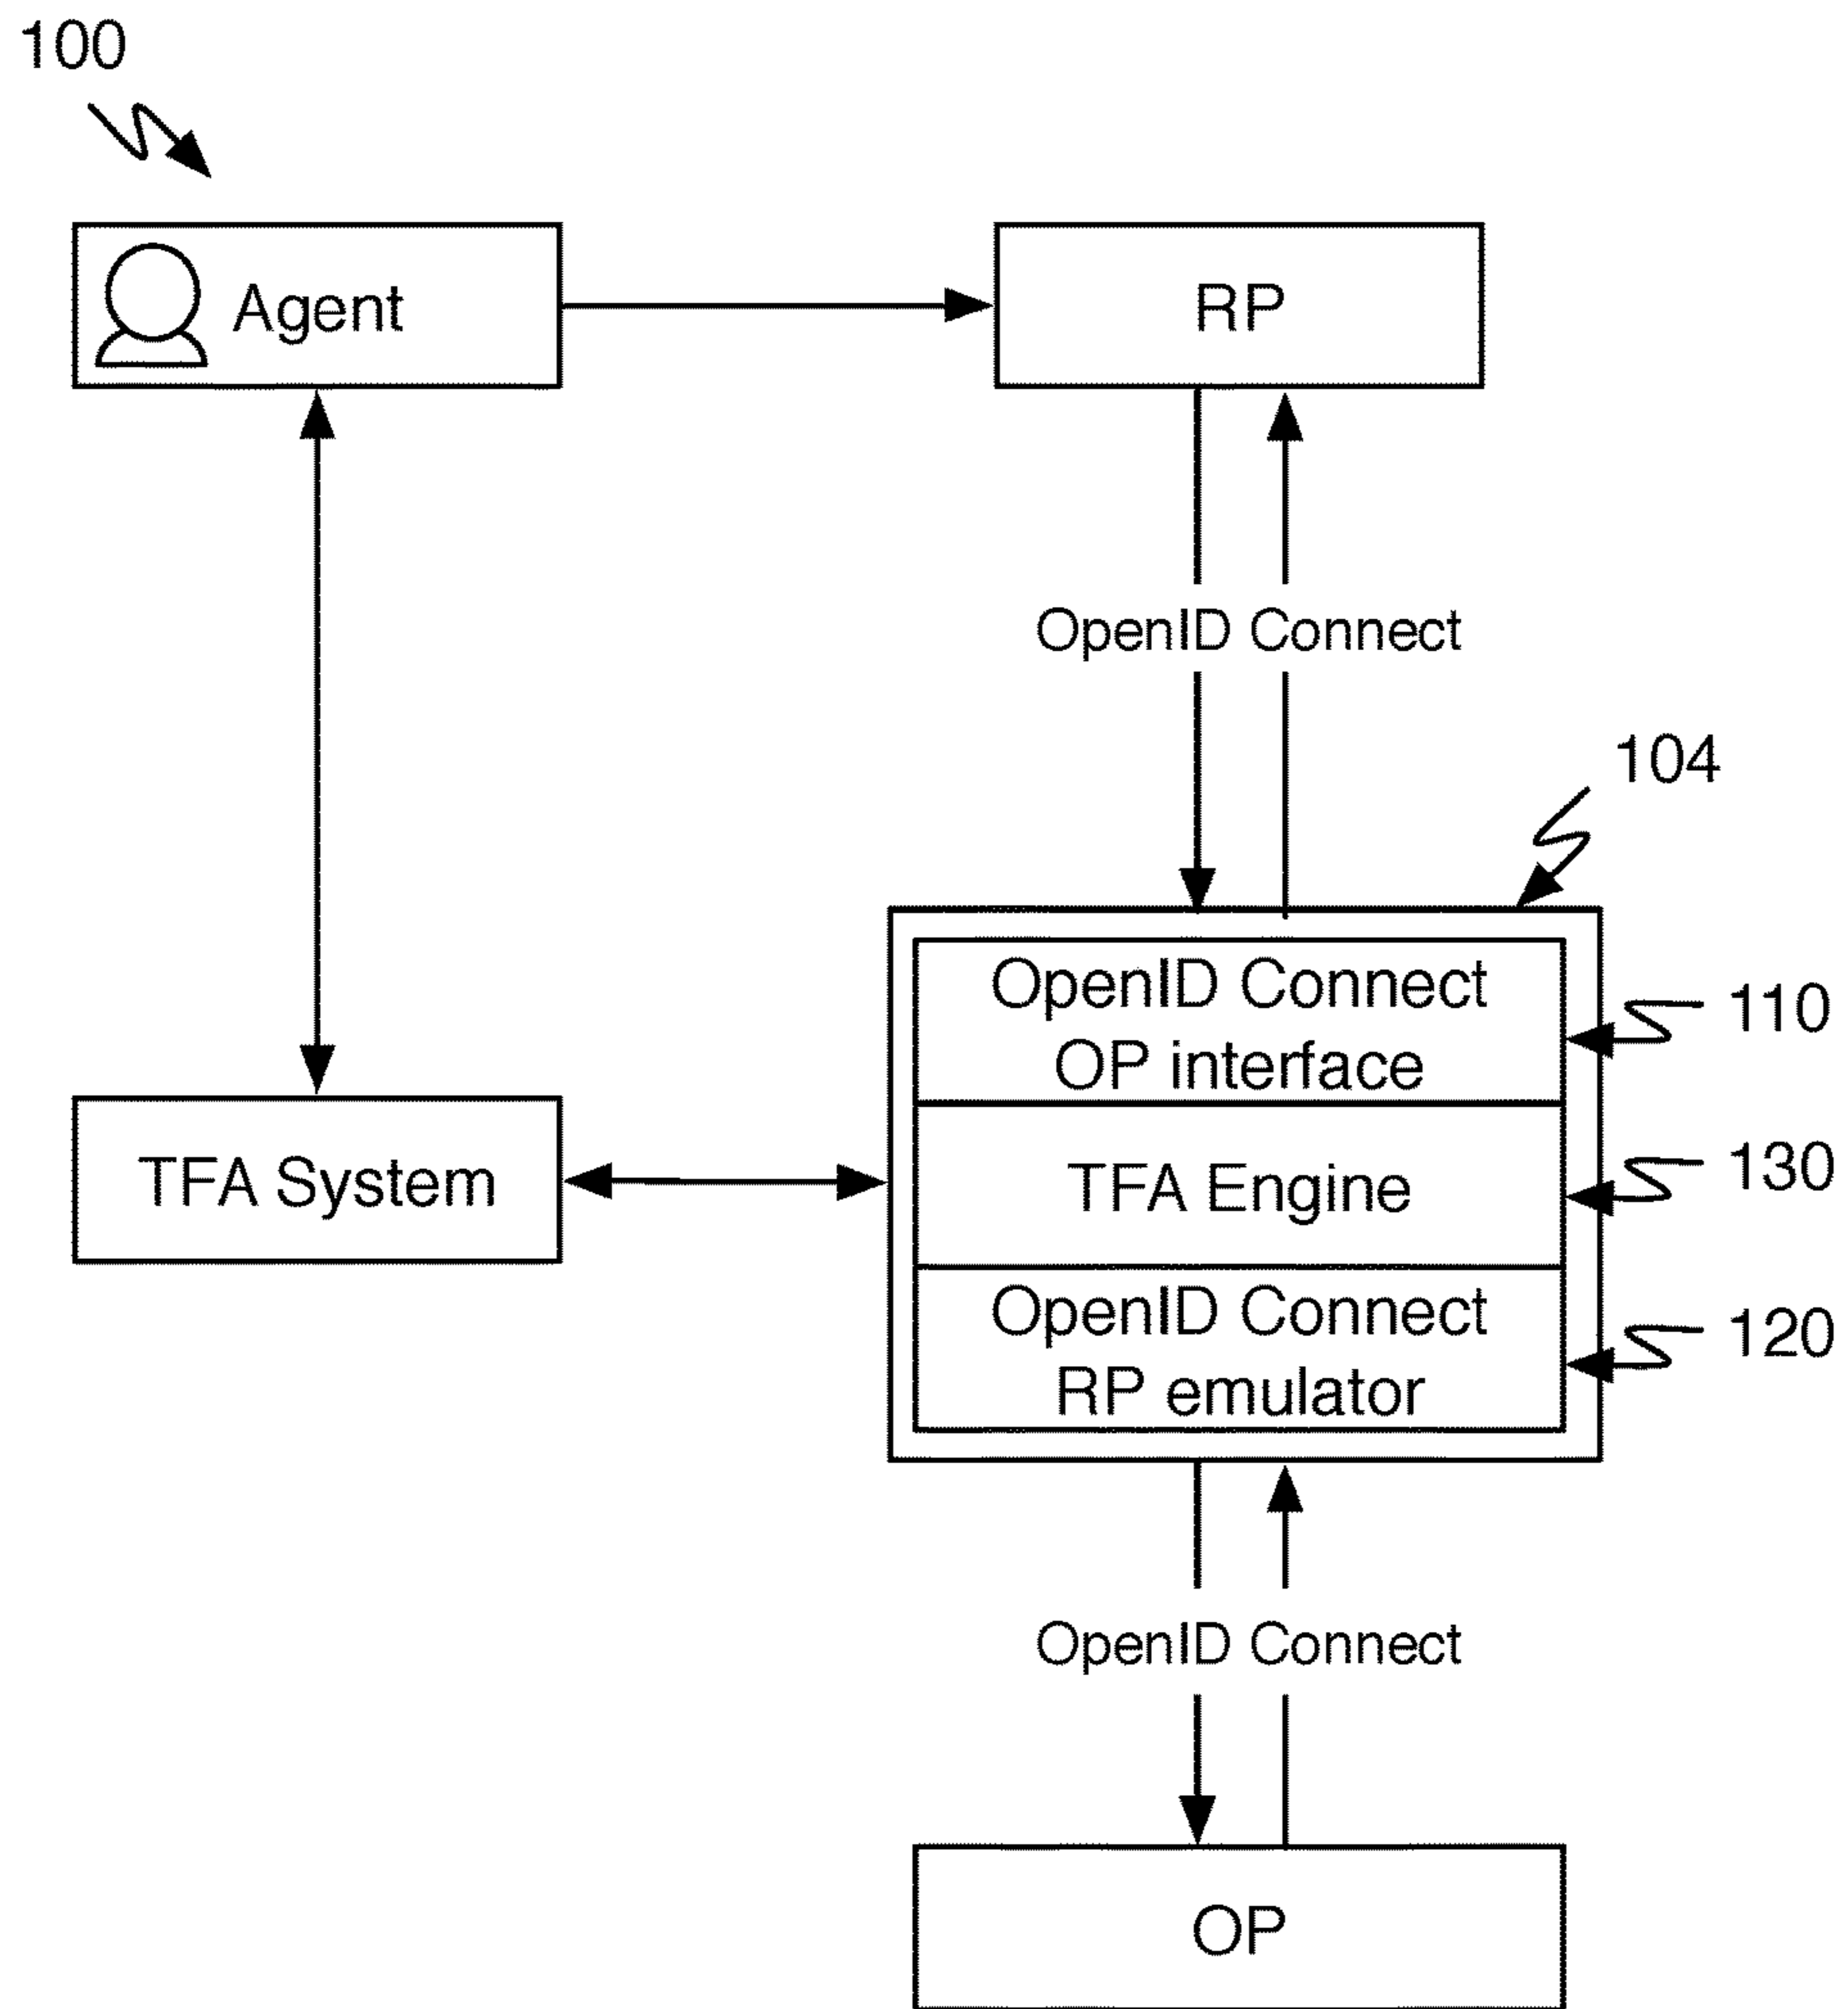 100
Agent
RP
OpenID Connect
104
OpenID Connect
OP interface
110
TFA System
TFA Engine
130
OpenID Connect
RP emulator
120
OpenID Connect
OP